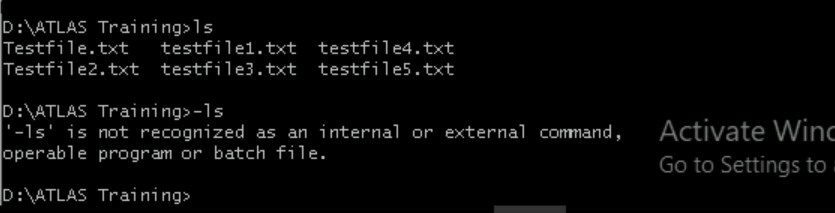 D:\ATLAS Training>ls
Testfile.txt   testfile1.txt  testfile4.txt
Testfile2.txt  testfile3.txt  testfile5.txt
D:\ATLAS Training>-ls
'-ls' is not recognized as an internal or external command,
operable program or batch file.
D:\ATLAS Training>
Activate Wind
Go to Settings to